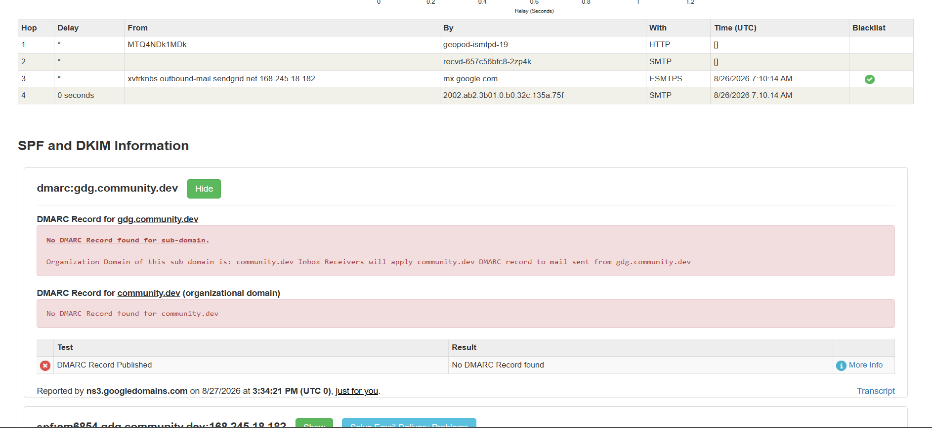 0 0.2 0.4 0.6 0.8 1 1.2
Relay (Seconds)
Hop Delay From By With Time (UTC) Blacklist
1 * MTQ4NDk1MDk geopod-ismtpd-19 HTTP []
2 * recvd-657c56bfc8-2zp4k SMTP []
3 * xvfrknbs.outbound-mail.sendgrid.net 168.245.18.182 mx.google.com ESMTPS 8/26/2026 7:10:14 AM
4 0 seconds 2002:ab2:3b01:0:b0:32c:135a:75f SMTP 8/26/2026 7:10:14 AM
SPF and DKIM Information
dmarc:gdg.community.dev Hide
DMARC Record for gdg.community.dev
No DMARC Record found for sub-domain.
Organization Domain of this sub domain is: community.dev Inbox Receivers will apply community.dev DMARC record to mail sent from gdg.community.dev
DMARC Record for community.dev (organizational domain)
No DMARC Record found for community.dev
Test Result
DMARC Record Published No DMARC Record found More Info
Reported by ns3.googledomains.com on 8/27/2026 at 3:34:21 PM (UTC 0), just for you. Transcript
spf:em6854.gdg.community.dev:168.245.18.182 Show Solve Email Delivery Problems